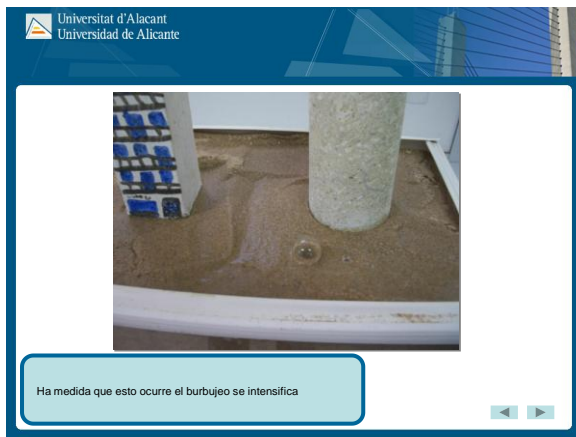 Universitat d'Alacant
Universidad de Alicante
Ha medida que esto ocurre el burbujeo se intensifica